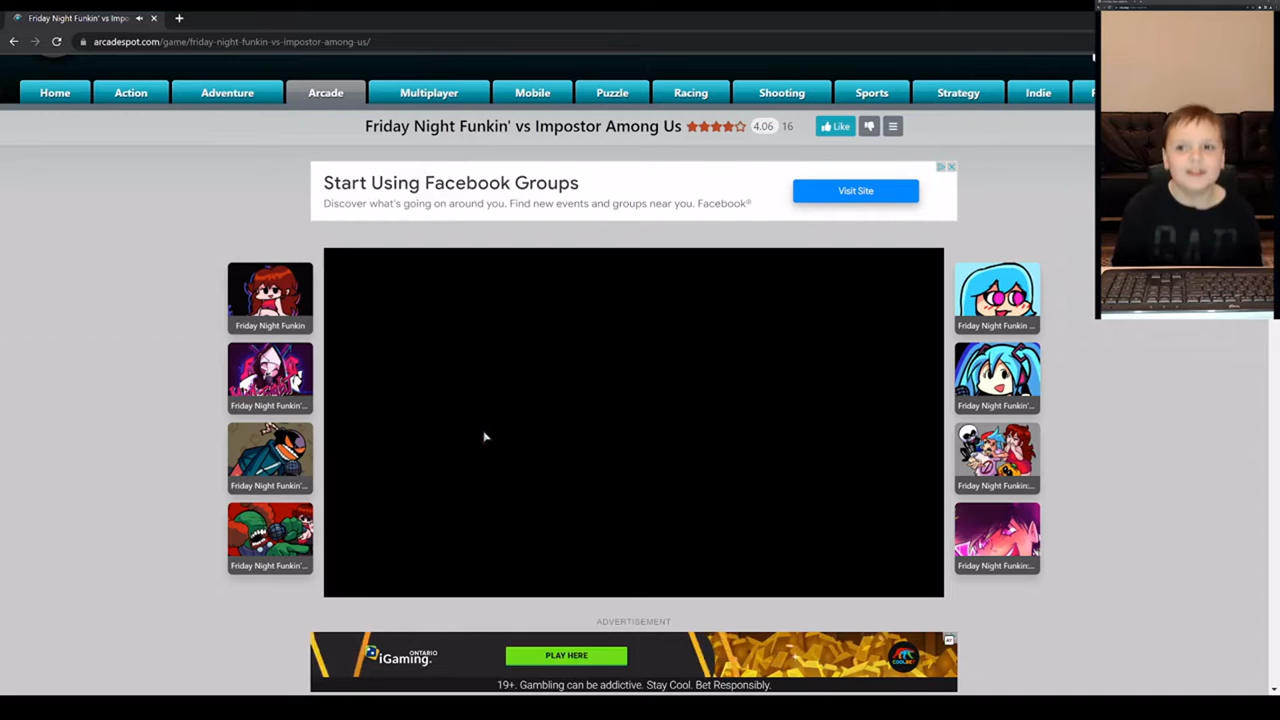 Friday Night Funkin' vs Impostor
arcadespot.com/game/friday-night-funkin-vs-impostor-among-us/
Home Action Adventure Arcade Multiplayer Mobile Puzzle Racing Shooting Sports Strategy Indie
Friday Night Funkin' vs Impostor Among Us 4.06 16 Like
Start Using Facebook Groups
Discover what's going on around you. Find new events and groups near you. Facebook®
Visit Site
Friday Night Funkin
Friday Night Funkin'...
Friday Night Funkin'...
Friday Night Funkin'...
Friday Night Funkin ...
Friday Night Funkin'...
Friday Night Funkin:...
Friday Night Funkin:...
GAP
ADVERTISEMENT
iGaming ONTARIO
PLAY HERE
COOLBET
19+. Gambling can be addictive. Stay Cool. Bet Responsibly.